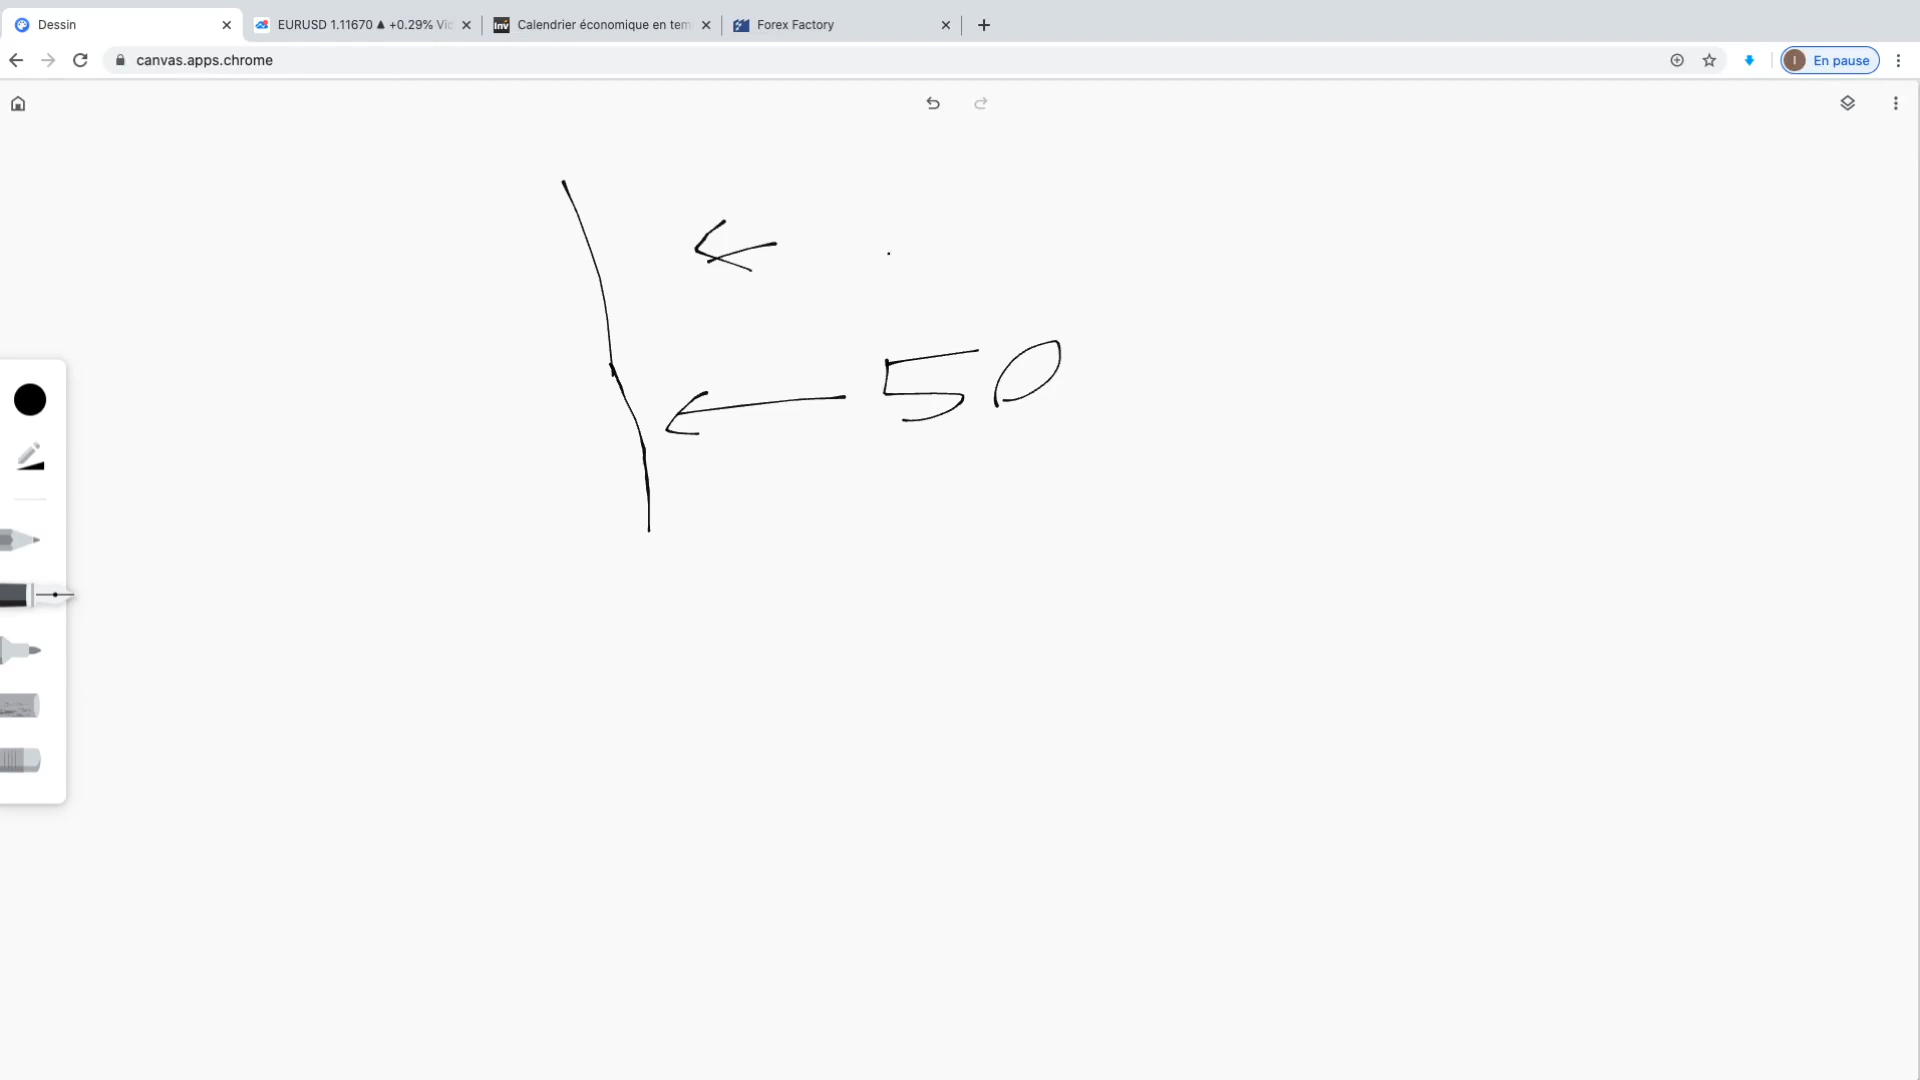 Dessin
EURUSD 1.11670 ▲ +0.29%
Calendrier économique en tem
Forex Factory
canvas.apps.chrome
I
En pause
50